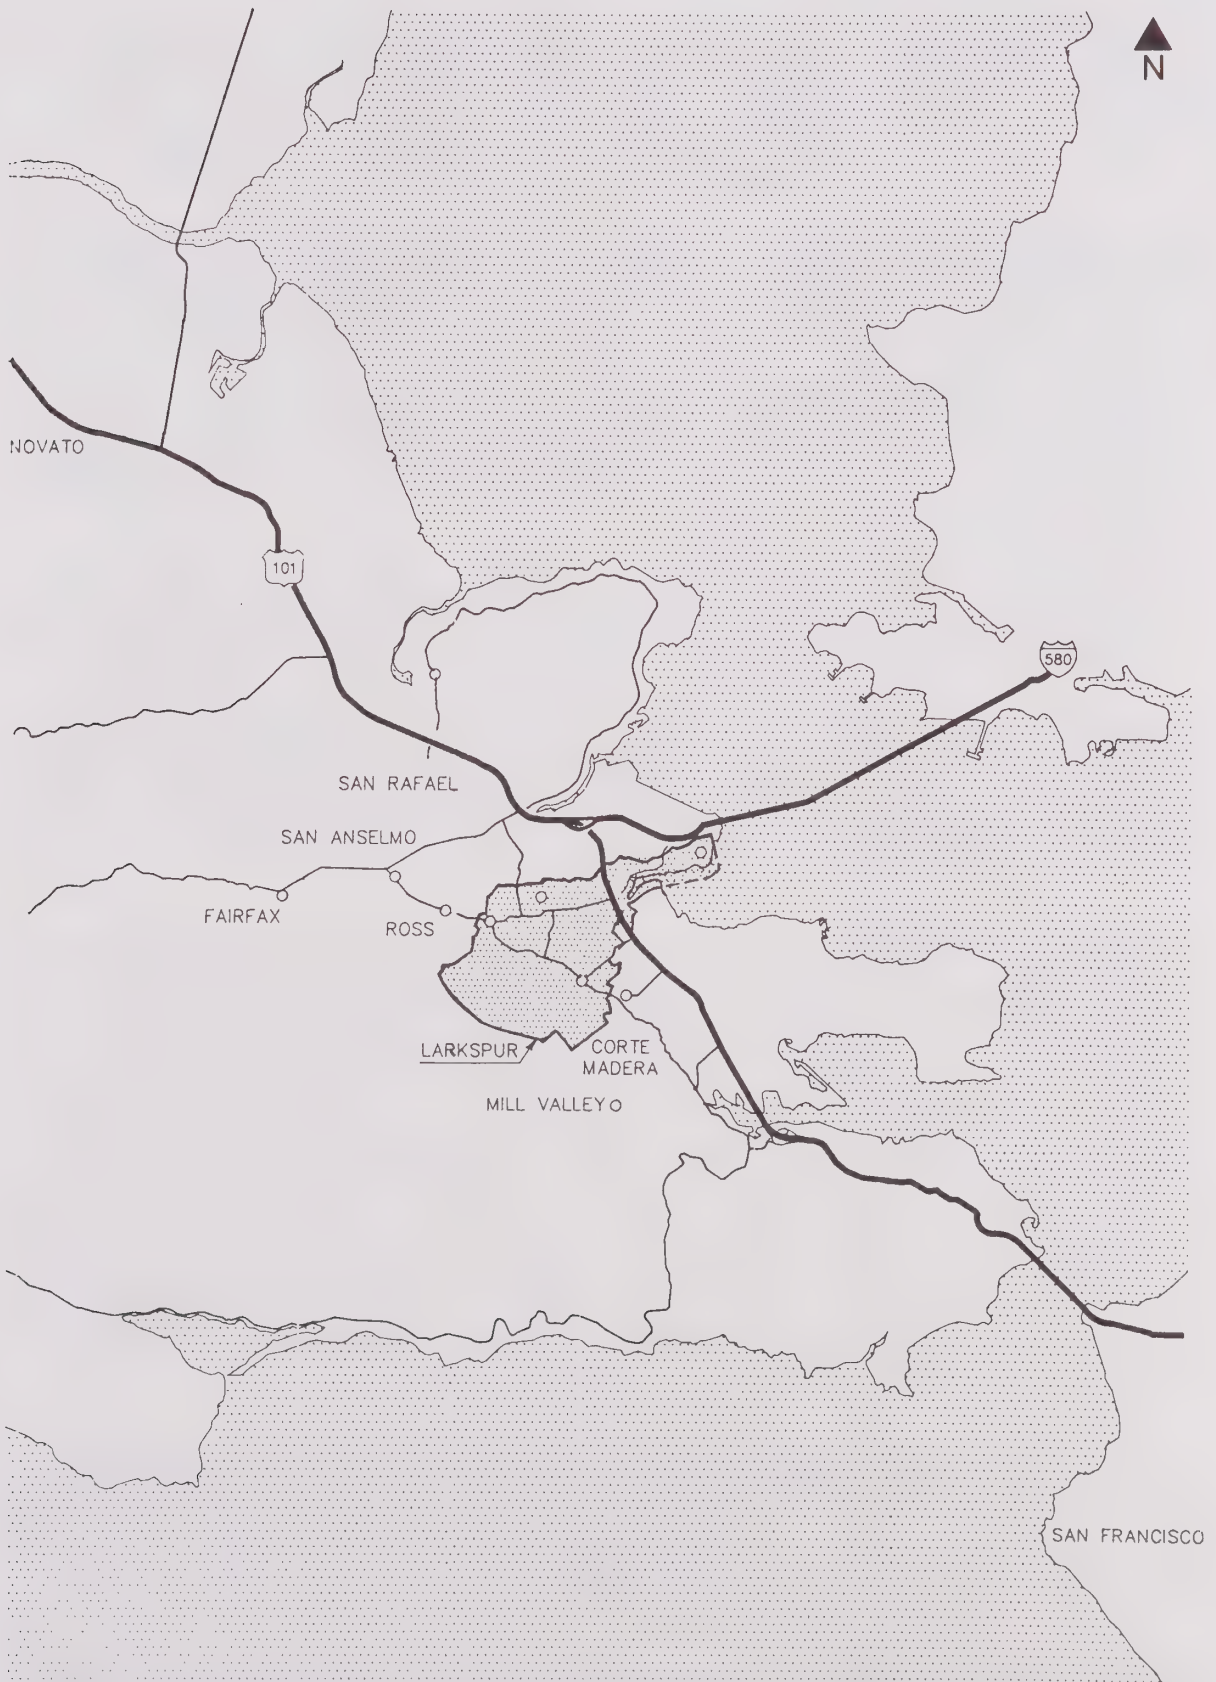 N
NOVATO
101
580
SAN RAFAEL
SAN ANSELMO
FAIRFAX
ROSS
LARKSPUR
CORTE
MADERA
MILL VALLEY
SAN FRANCISCO